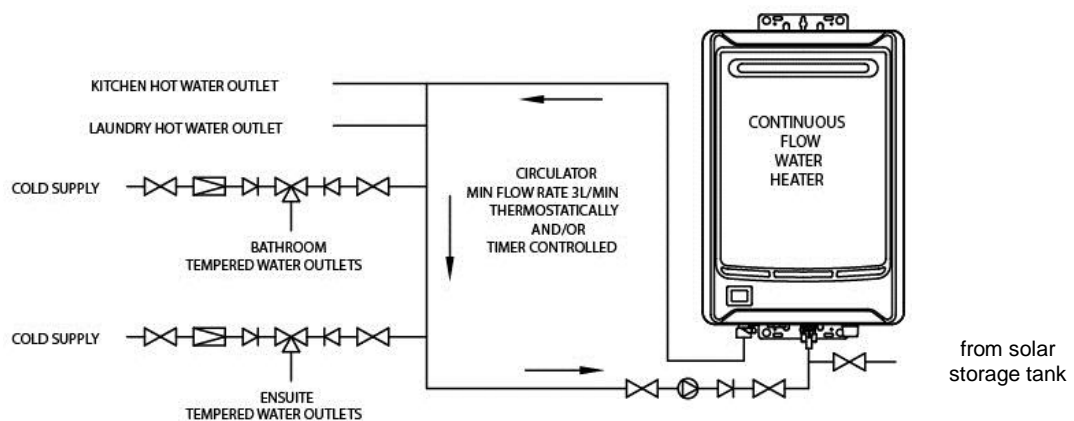 KITCHEN HOT WATER OUTLET
LAUNDRY HOT WATER OUTLET
COLD SUPPLY
BATHROOM
TEMPERED WATER OUTLETS
COLD SUPPLY
ENSUITE
TEMPERED WATER OUTLETS
CIRCULATOR
MIN FLOW RATE 3L/MIN
THERMOSTATICALLY
AND/OR
TIMER CONTROLLED
CONTINUOUS
FLOW
WATER
HEATER
from solar
storage tank